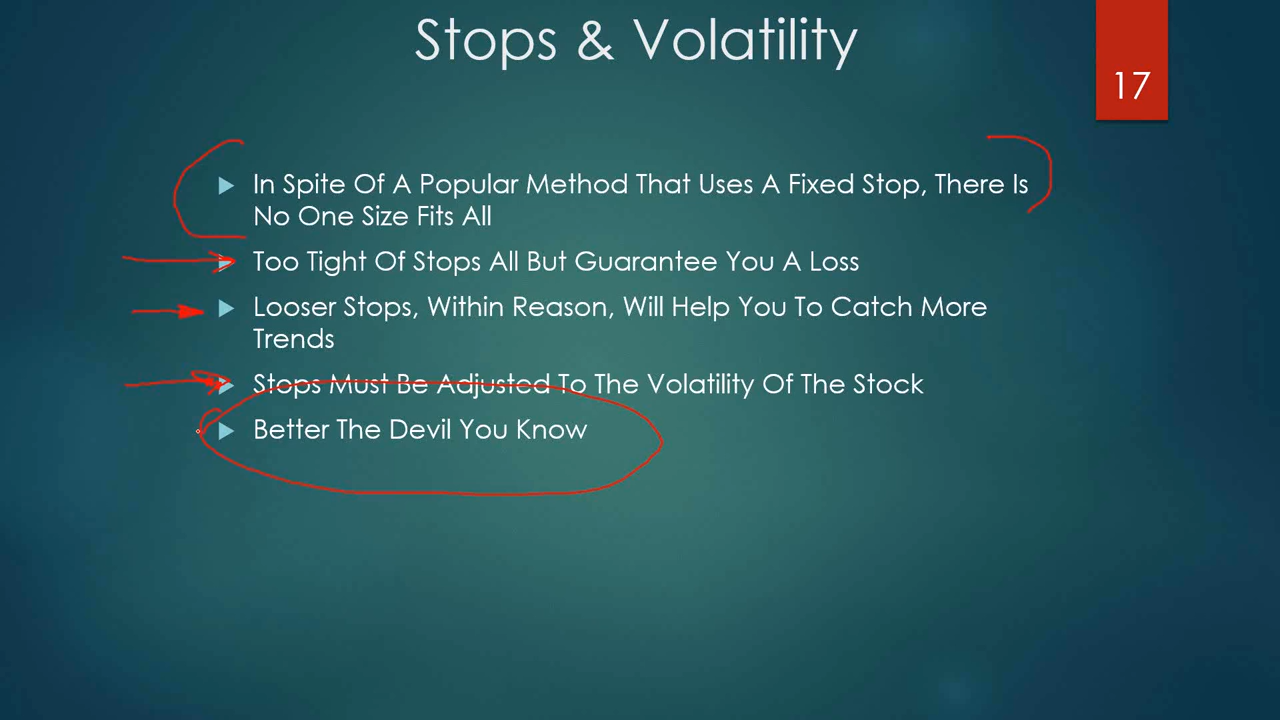 Stops & Volatility
17
In Spite Of A Popular Method That Uses A Fixed Stop, There Is
No One Size Fits All
Too Tight Of Stops All But Guarantee You A Loss
Looser Stops, Within Reason, Will Help You To Catch More
Trends
Stops Must Be Adjusted To The Volatility Of The Stock
Better The Devil You Know